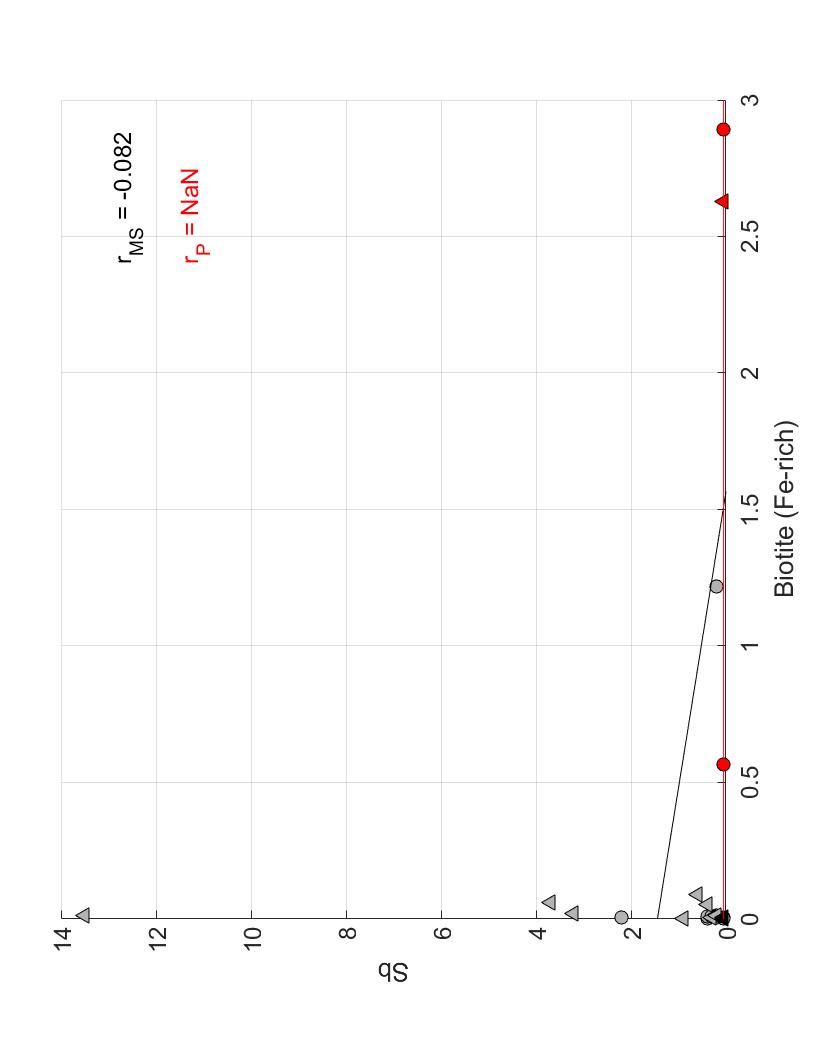 14
12
10
8
6
4
2
0
Sb
r_MS = -0.082
r_P = NaN
0 0.5 1 1.5 2 2.5 3
Biotite (Fe-rich)